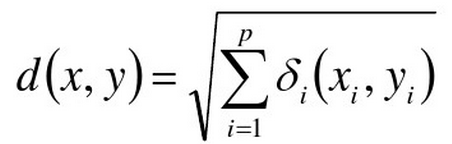 d(x, y) = √∑_{i=1}^{p} δ_i(x_i, y_i)